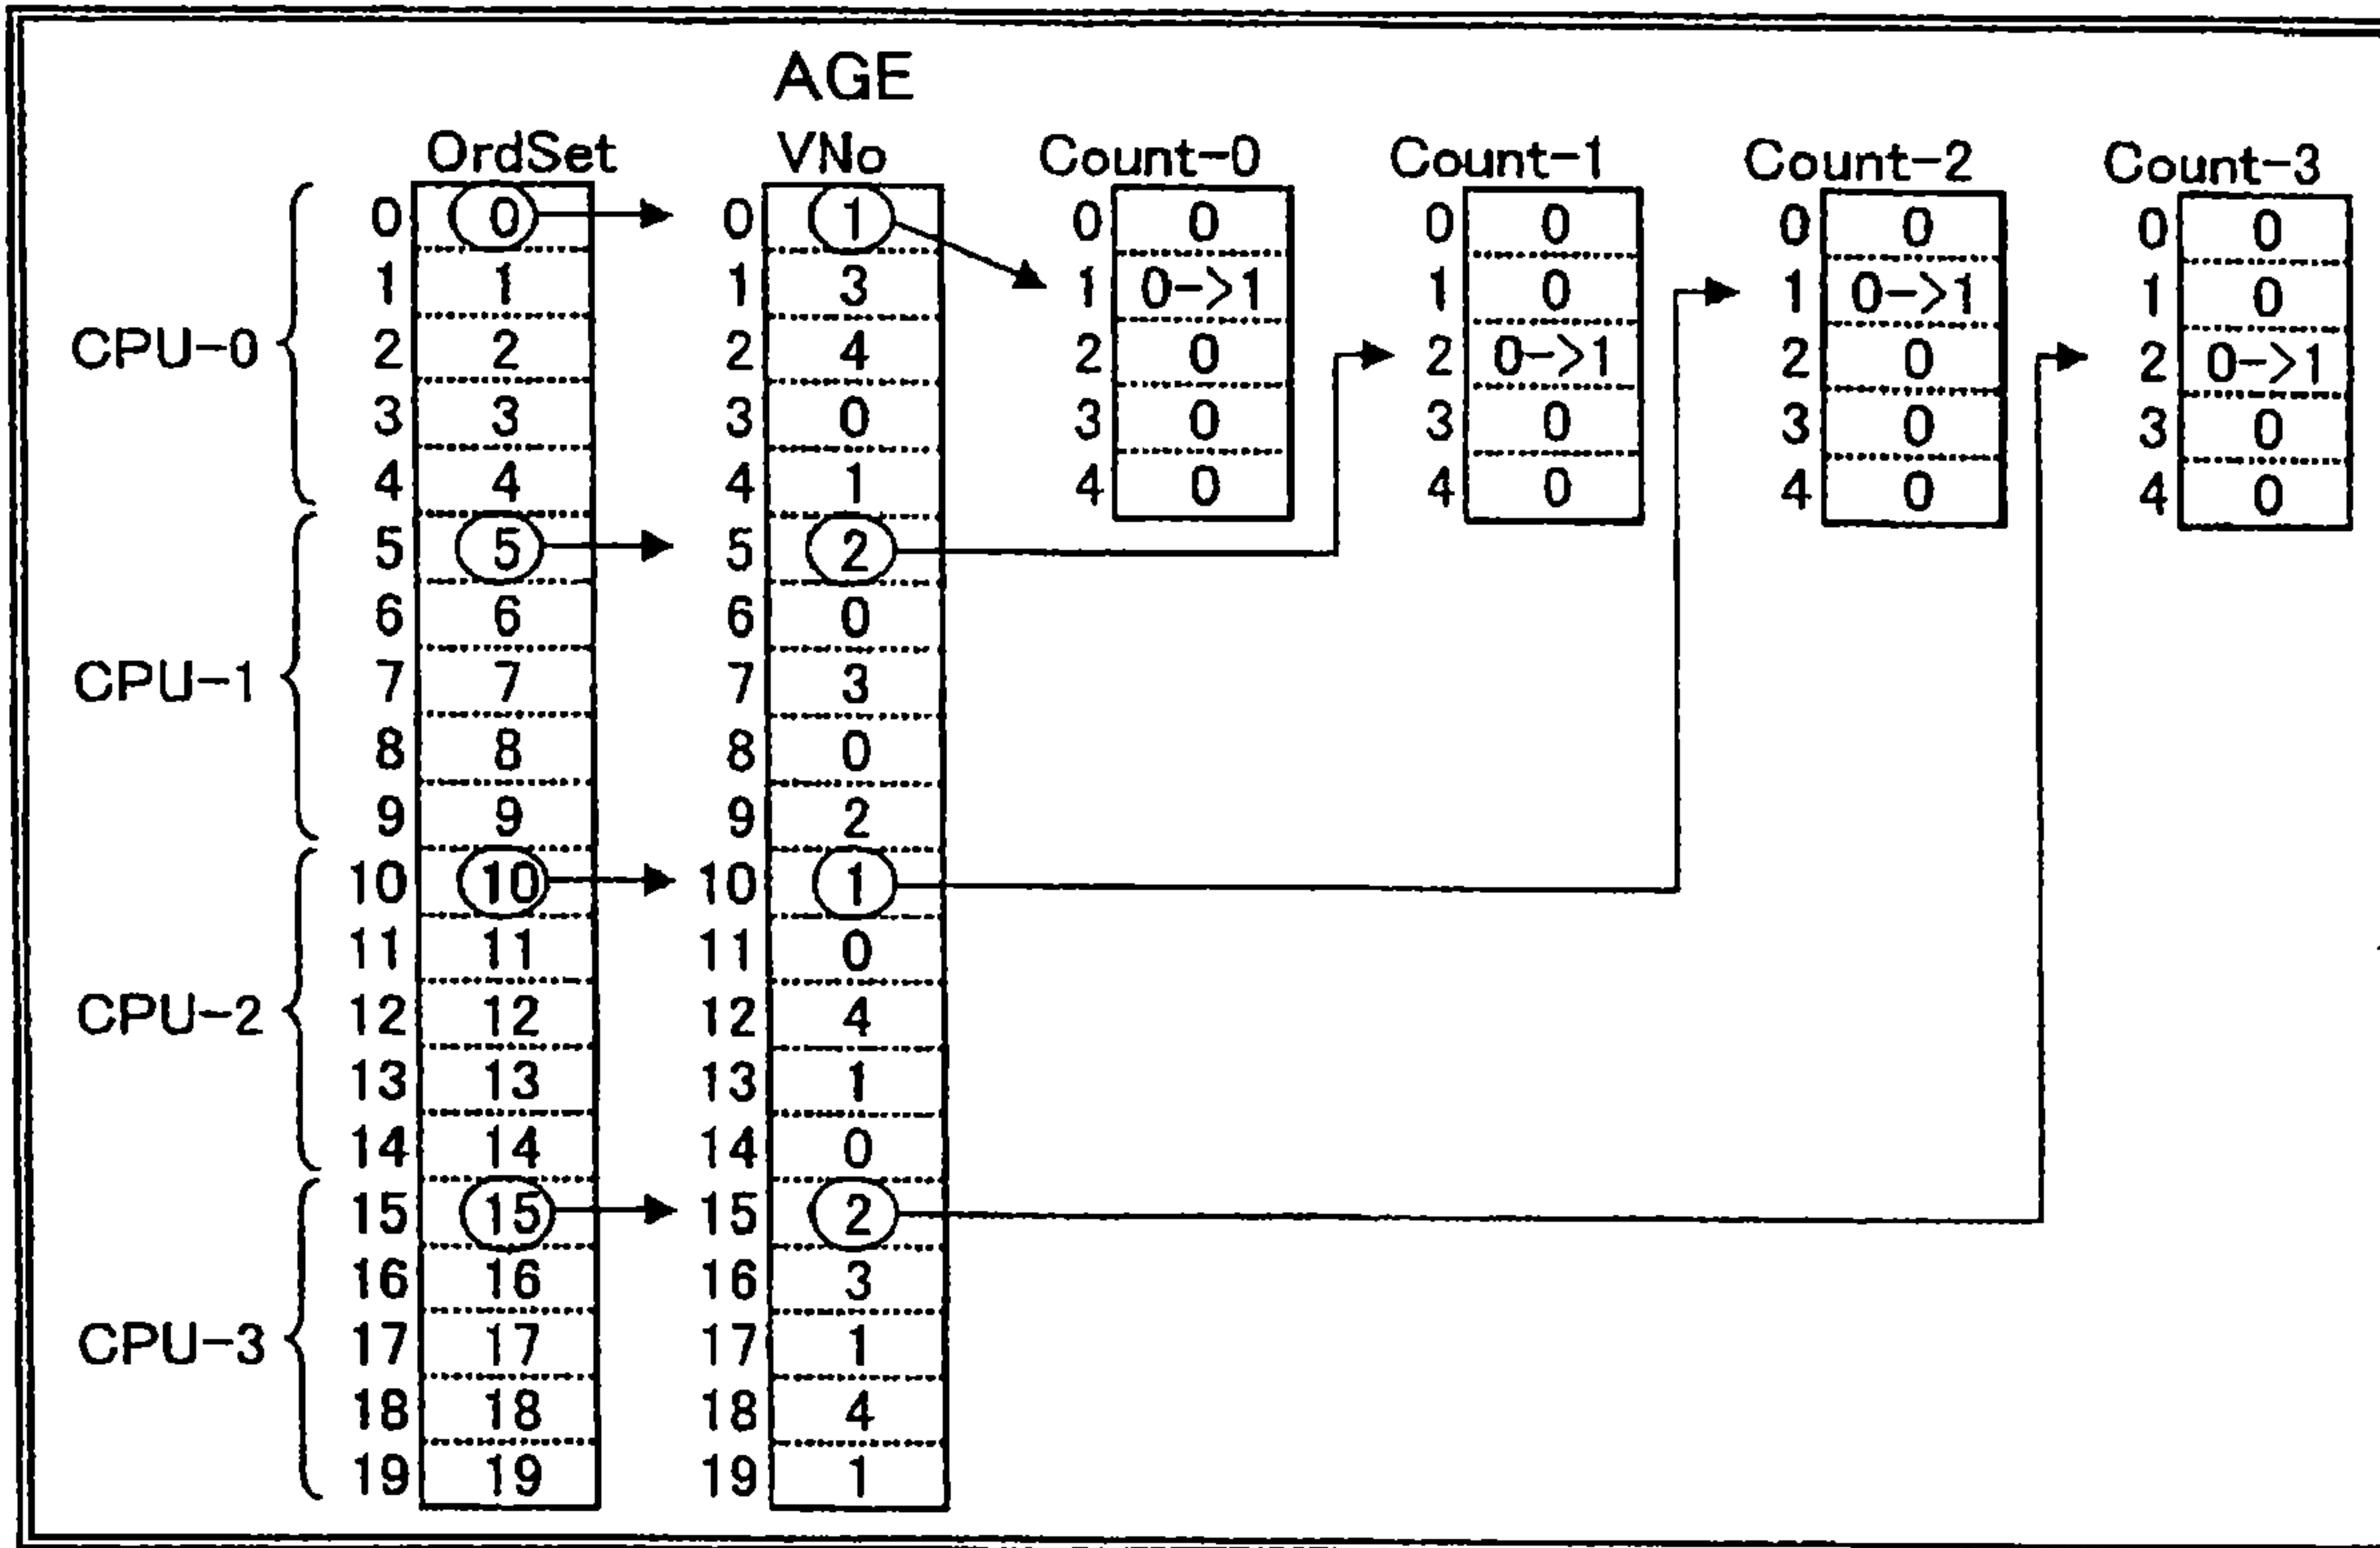 AGE
OrdSet VNo Count-0 Count-1 Count-2 Count-3
0 0 0 1 0 0 0 0 0 0 0 0
1 1 1 3 1 0->1 1 0 1 0->1 1 0
CPU-0 2 2 2 4 2 0 2 0->1 2 0 2 0->1
3 3 3 0 3 0 3 0 3 0 3 0
4 4 4 1 4 0 4 0 4 0 4 0
5 5 5 2
6 6 6 0
CPU-1 7 7 7 3
8 8 8 0
9 9 9 2
10 10 10 1
11 11 11 0
CPU-2 12 12 12 4
13 13 13 1
14 14 14 0
15 15 15 2
16 16 16 3
CPU-3 17 17 17 1
18 18 18 4
19 19 19 1